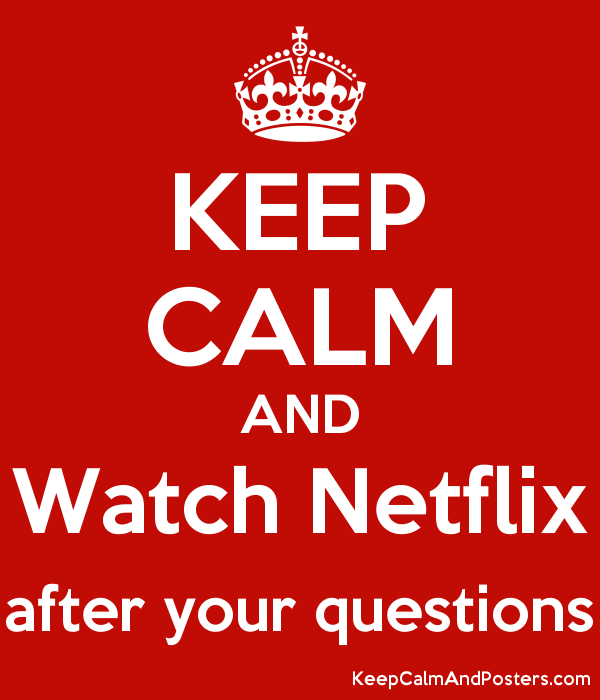 KEEP
CALM
AND
Watch Netflix
after your questions
KeepCalmAndPosters.com